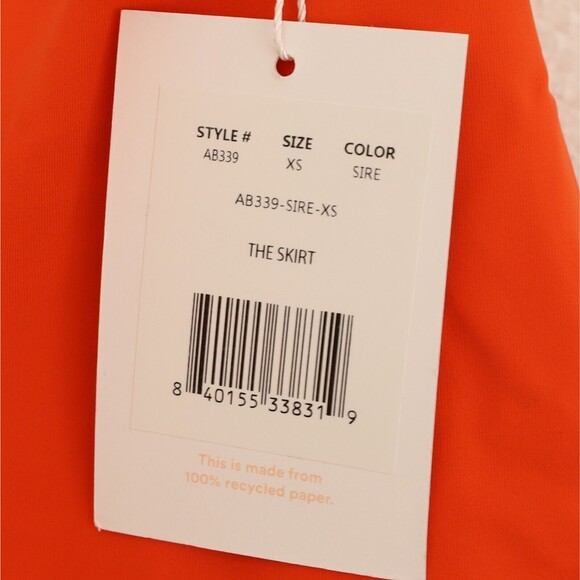 STYLE # SIZE COLOR
AB339 XS SIRE
AB339-SIRE-XS
THE SKIRT
8 40155 33831 9
This is made from
100% recycled paper.